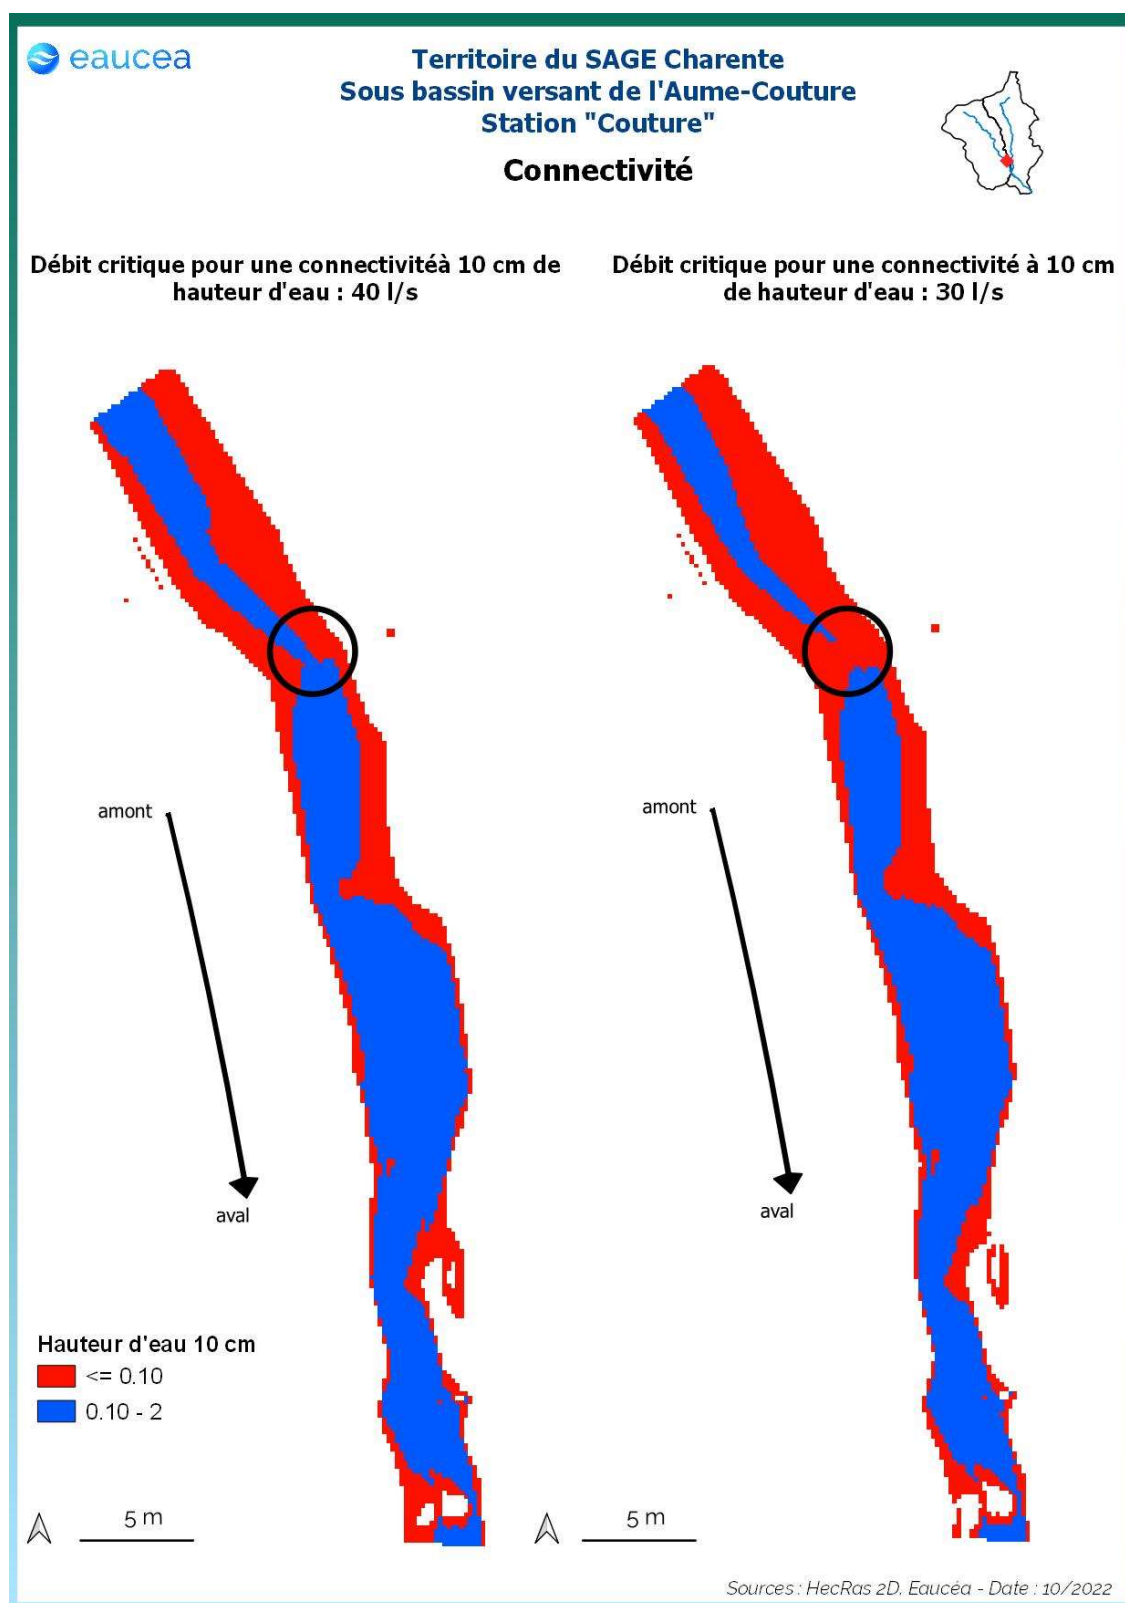 eaucea
Territoire du SAGE Charente
Sous bassin versant de l'Aume-Couture
Station "Couture"
Connectivité
Débit critique pour une connectivitéà 10 cm de
hauteur d'eau : 40 l/s
Débit critique pour une connectivité à 10 cm
de hauteur d'eau : 30 l/s
amont
aval
amont
aval
Hauteur d'eau 10 cm
<= 0.10
0.10 - 2
5 m
5 m
Sources : HecRas 2D, Eaucéa - Date : 10/2022